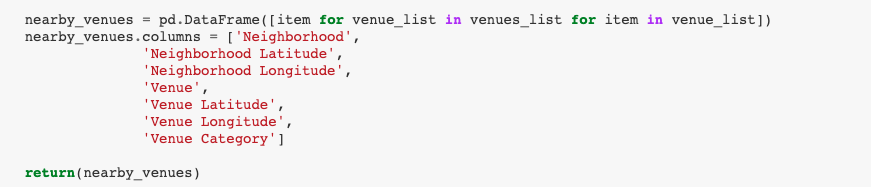 nearby_venues = pd.DataFrame([item for venue_list in venues_list for item in venue_list])
nearby_venues.columns = ['Neighborhood',
'Neighborhood Latitude',
'Neighborhood Longitude',
'Venue',
'Venue Latitude',
'Venue Longitude',
'Venue Category']
return(nearby_venues)